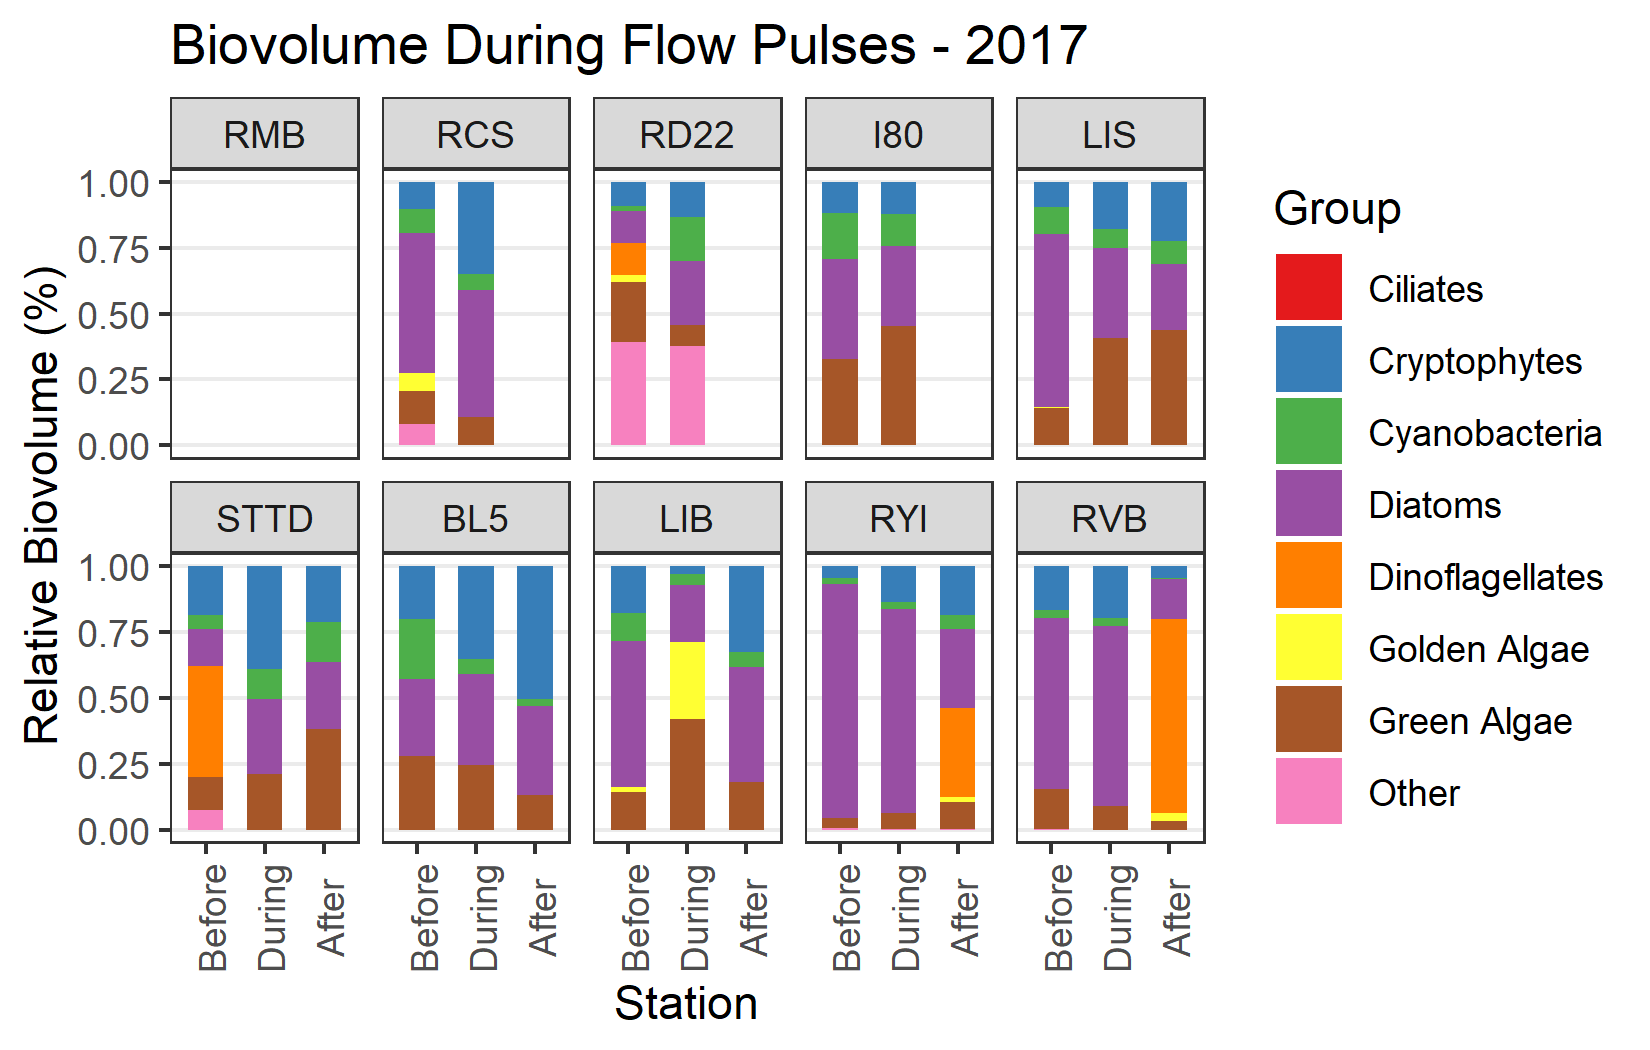 Biovolume During Flow Pulses - 2017
RMB
RCS
RD22
I80
LIS
1.00
0.75
0.50
0.25
0.00
STTD
BL5
LIB
RYI
RVB
1.00
0.75
0.50
0.25
0.00
Relative Biovolume (%)
Before
During
After
Before
During
After
Before
During
After
Before
During
After
Before
During
After
Station
Group
Ciliates
Cryptophytes
Cyanobacteria
Diatoms
Dinoflagellates
Golden Algae
Green Algae
Other